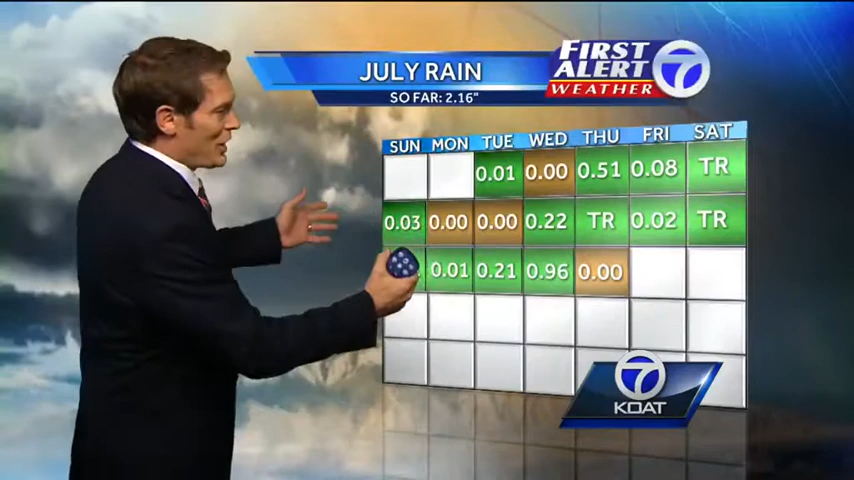 JULY RAIN
SO FAR: 2.16"
FIRST
ALERT 7
WEATHER
SUN MON TUE WED THU FRI SAT
0.01 0.00 0.51 0.08 TR
0.03 0.00 0.00 0.22 TR 0.02 TR
0.01 0.21 0.96 0.00
7
KOAT